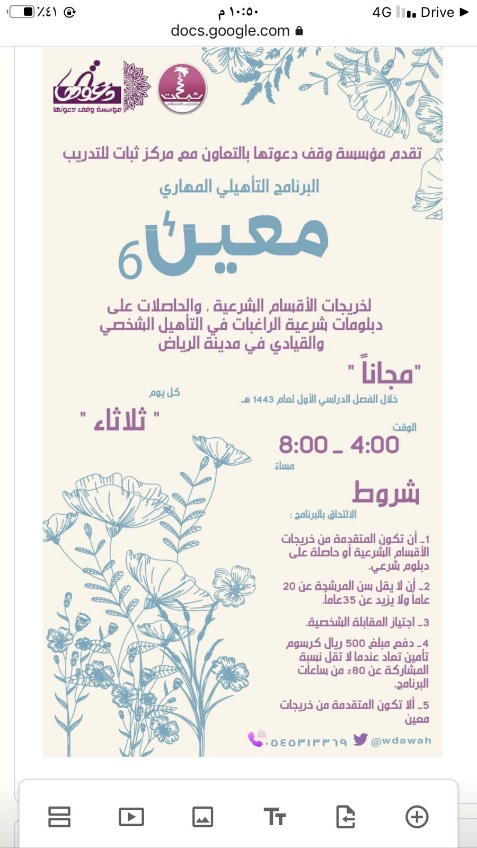 ٪٤١ ١٠:٥٠ م 4G Drive
docs.google.com
دعوتها
مؤسسة وقف دعوتها
ثبات
تقدم مؤسسة وقف دعوتها بالتعاون مع مركز ثبات للتدريب
البرنامج التأهيلي المهاري
معين 6
لخريجات الأقسام الشرعية ، والحاصلات على
دبلومات شرعية الراغبات في التأهيل الشخصي
والقيادي في مدينة الرياض
"مجاناً"
خلال الفصل الدراسي الأول لعام 1443 هـ
كل يوم
" ثلاثاء "
الوقت
4:00 _ 8:00
مساءً
شروط
الالتحاق بالبرنامج :
1_ أن تكون المتقدمة من خريجات
الأقسام الشرعية أو حاصلة على
دبلوم شرعي.
2_ إن لا يقل سن المرشحة عن 20
عاماً ولا يزيد عن 35عاماً.
3_ اجتياز المقابلة الشخصية.
4_ دفع مبلغ 500 ريال كرسوم
تأمين تعاد عندما لا تقل نسبة
المشاركة عن 80٪ من ساعات
البرنامج.
5_ ألا تكون المتقدمة من خريجات
معين
٠٥٤٥٣١٣٣٦٩ @wdawah
Tт